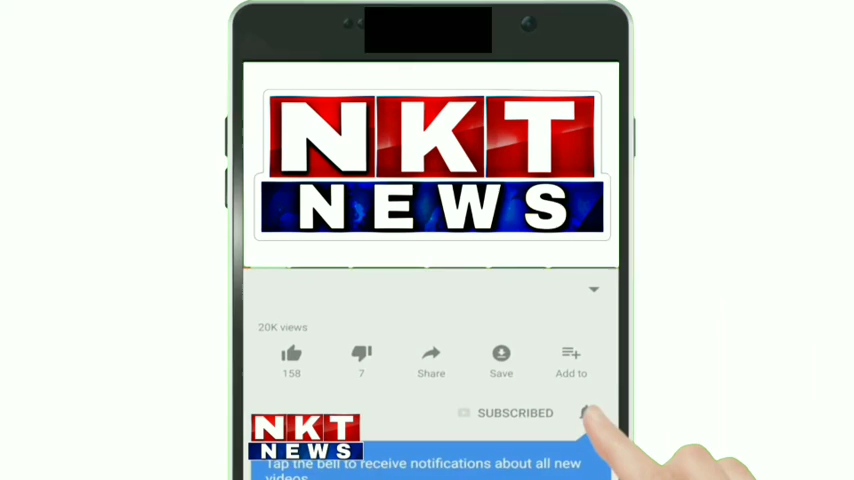 NKT
NEWS
20K views
158
7
Share
Save
Add to
SUBSCRIBED
NKT
NEWS
Tap the bell to receive notifications about all new
videos